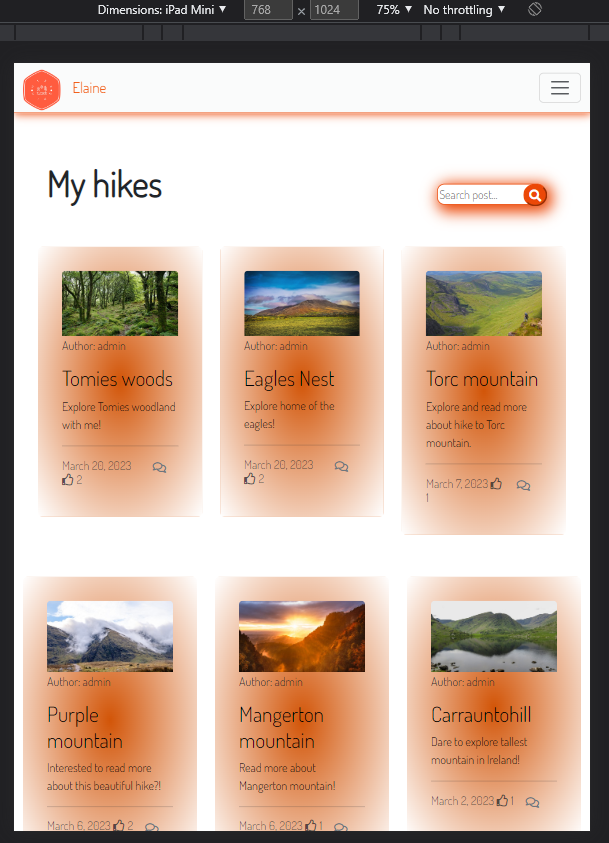 Dimensions: iPad Mini ▼ 768 × 1024 75% ▼ No throttling ▼
Elaine
My hikes
Search post...
Author: admin
Tomies woods
Explore Tomies woodland
with me!
March 20, 2023
2
Author: admin
Eagles Nest
Explore home of the
eagles!
March 20, 2023
2
Author: admin
Torc mountain
Explore and read more
about hike to Torc
mountain.
March 7, 2023
1
Author: admin
Purple
mountain
Interested to read more
about this beautiful hike?!
March 6, 2023 2
Author: admin
Mangerton
mountain
Read more about
Mangerton mountain!
March 6, 2023 1
Author: admin
Carrauntohill
Dare to explore tallest
mountain in Ireland!
March 2, 2023 1